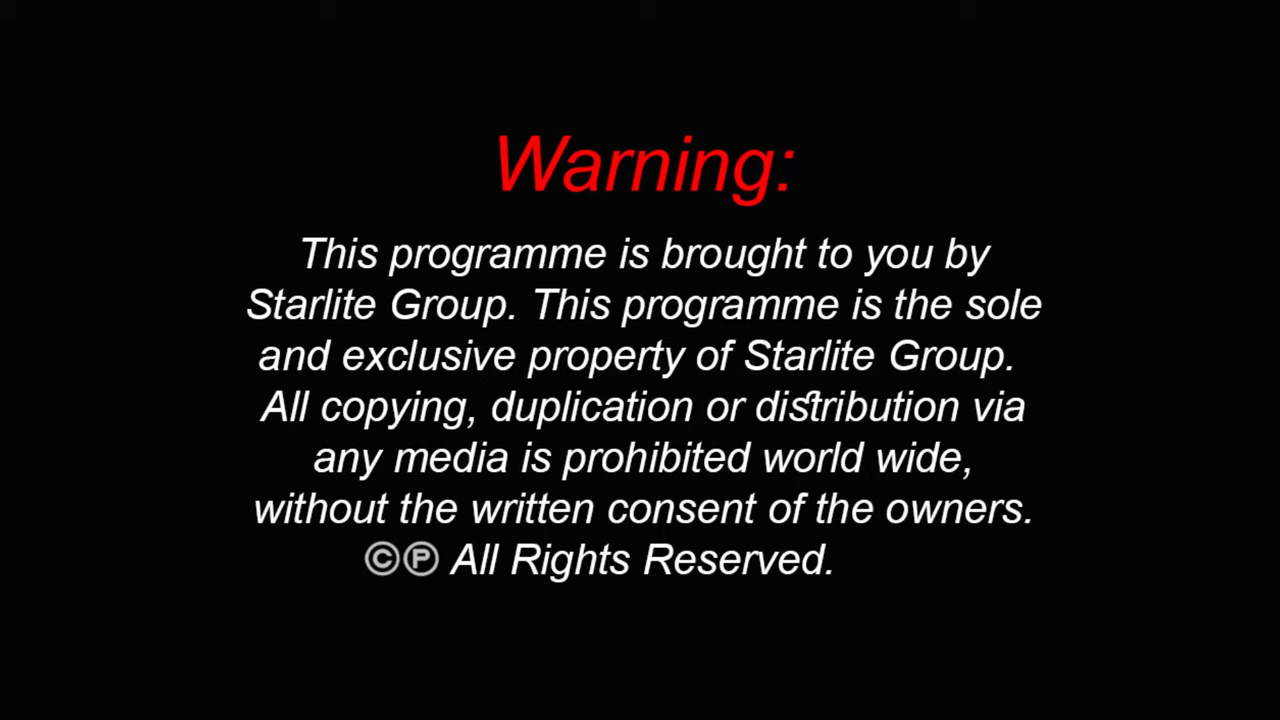 Warning:
This programme is brought to you by
Starlite Group. This programme is the sole
and exclusive property of Starlite Group.
All copying, duplication or distribution via
any media is prohibited world wide,
without the written consent of the owners.
©℗ All Rights Reserved.